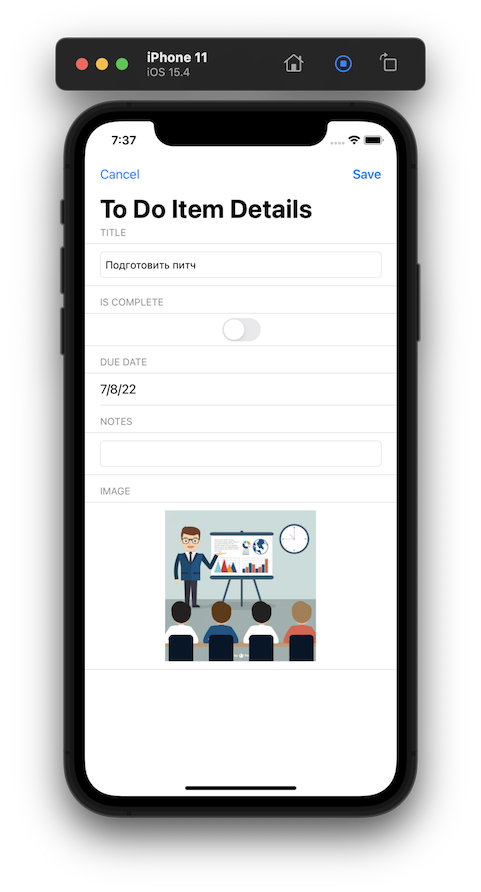 iPhone 11
iOS 15.4
7:37
Cancel
Save
To Do Item Details
TITLE
Подготовить питч
IS COMPLETE
DUE DATE
7/8/22
NOTES
IMAGE